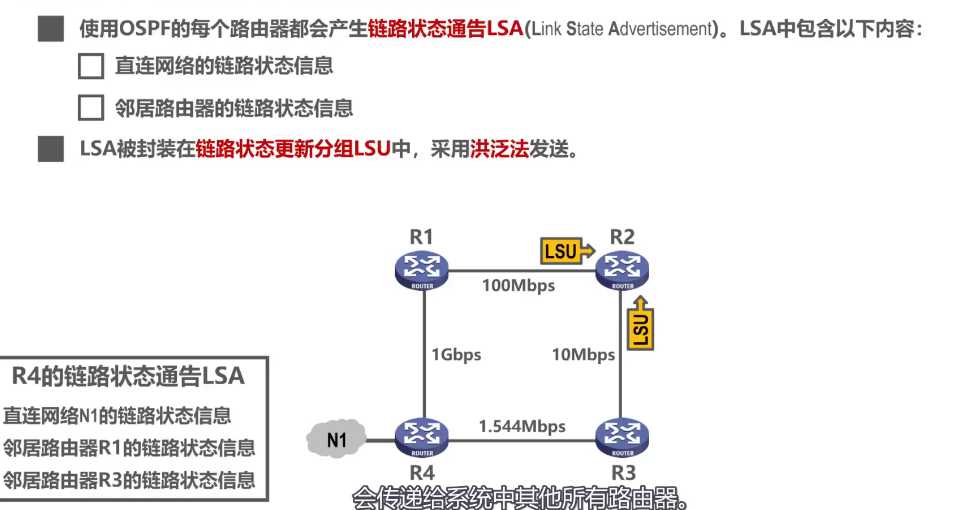 使用OSPF的每个路由器都会产生链路状态通告LSA(Link State Advertisement)。LSA中包含以下内容：
直连网络的链路状态信息
邻居路由器的链路状态信息
LSA被封装在链路状态更新分组LSU中，采用洪泛法发送。
R1
R2
LSU
ROUTER
ROUTER
100Mbps
LSU
1Gbps
10Mbps
R4的链路状态通告LSA
直连网络N1的链路状态信息
邻居路由器R1的链路状态信息
邻居路由器R3的链路状态信息
1.544Mbps
N1
ROUTER
ROUTER
R4
R3
会传递给系统中其他所有路由器。